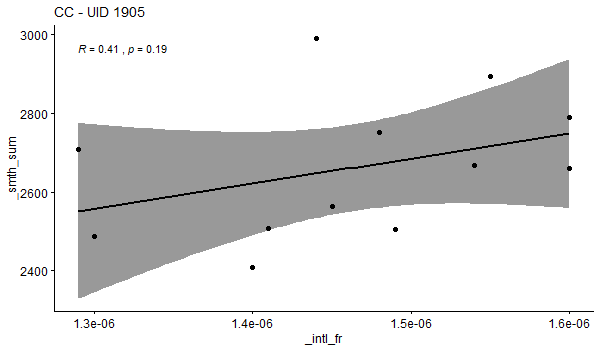 CC - UID 1905
R = 0.41 , p = 0.19
3000
2800
2600
2400
_smth_sum
1.3e-06 1.4e-06 1.5e-06 1.6e-06
_intl_fr